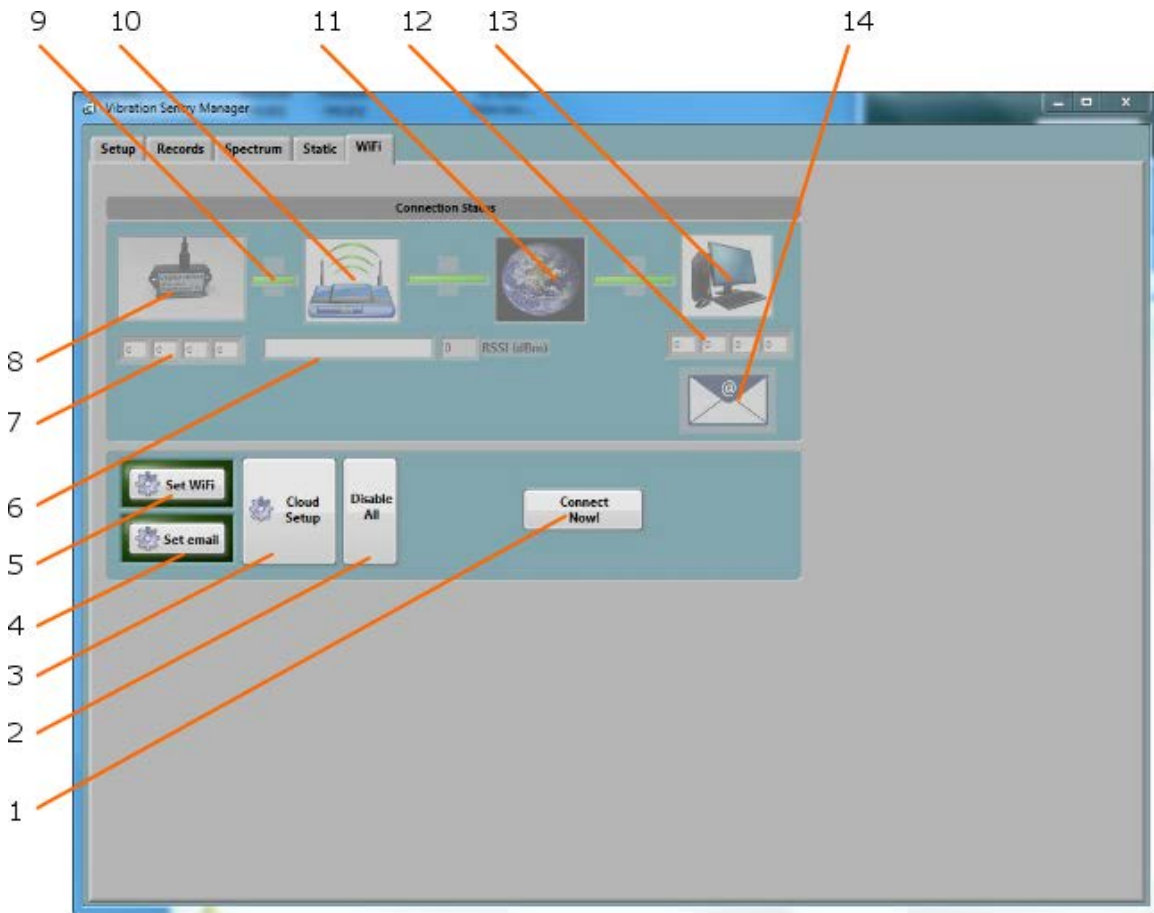 9 10 11 12 13 14
Vibration Sentry Manager
Setup Records Spectrum Static WiFi
Connection Status
8
0 0 0 0 0 RSSI (dBm) 0 0 0 0
7
@
6
Set WiFi
Cloud Setup
Disable All
Connect Now!
5
Set email
4
3
2
1